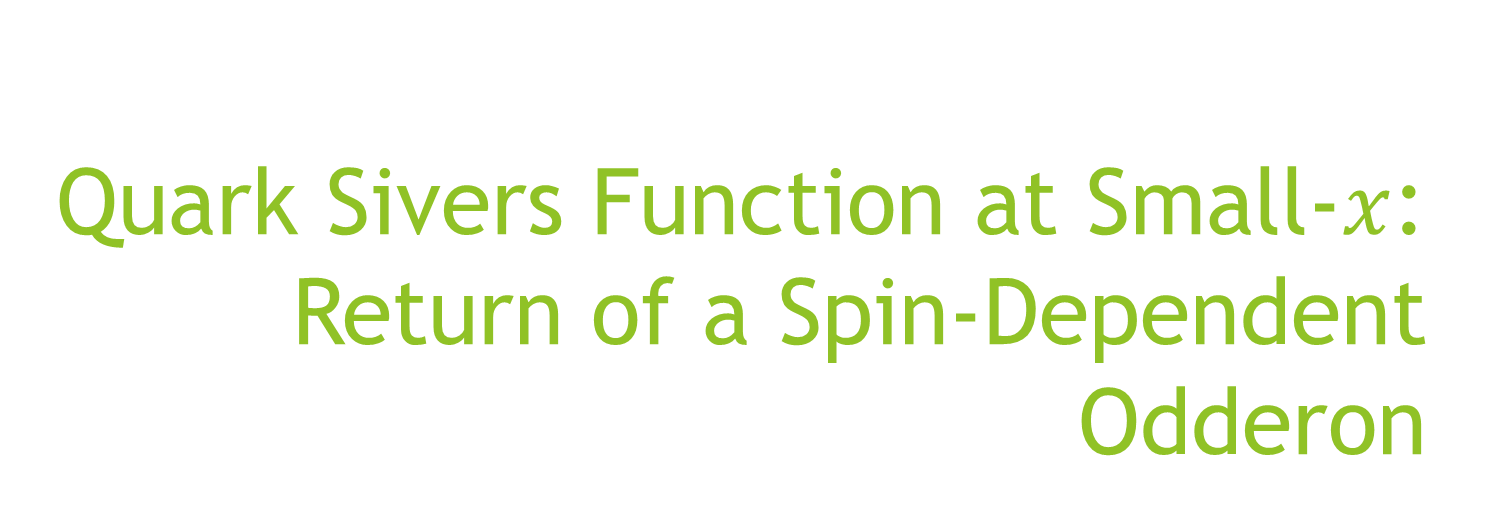 Quark Sivers Function at Small-𝑥:
Return of a Spin-Dependent
Odderon